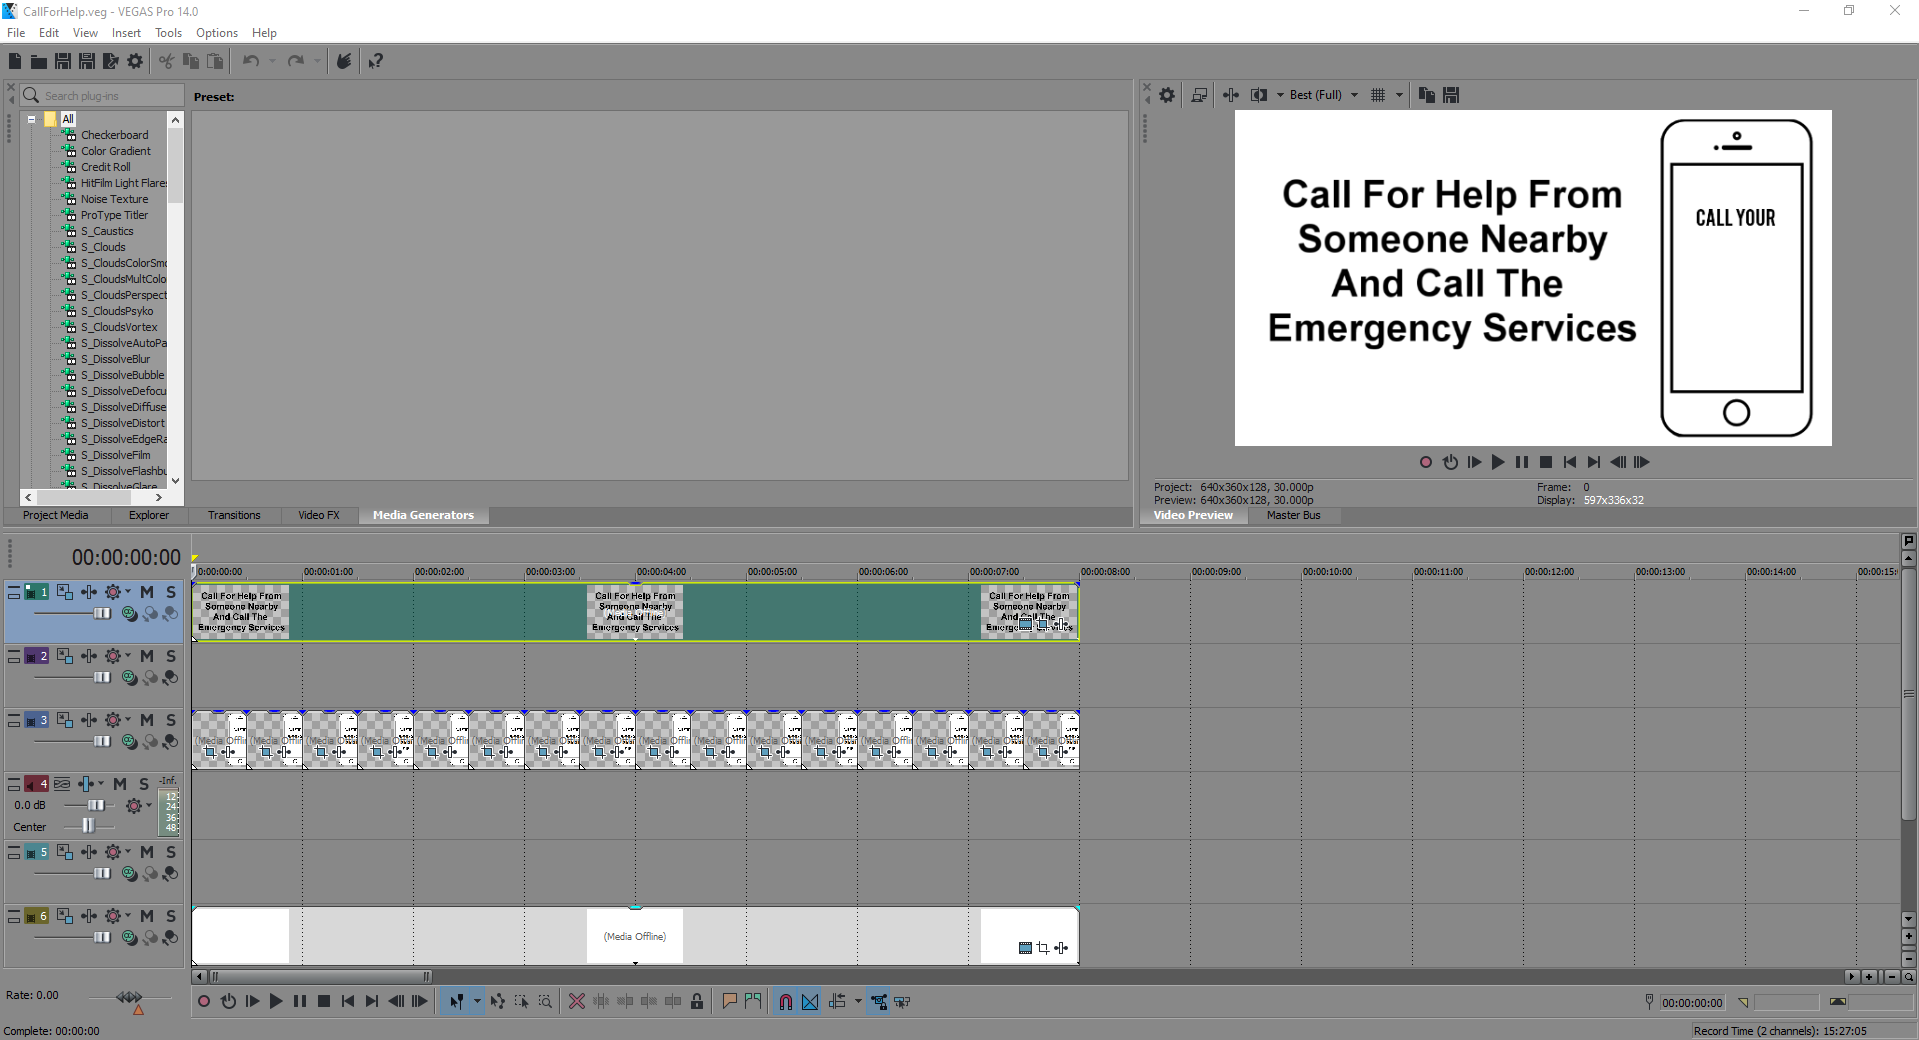 CallForHelp.veg - VEGAS Pro 14.0
File Edit View Insert Tools Options Help
Search plug-ins
Preset:
All
Checkerboard
Color Gradient
Credit Roll
HitFilm Light Flares
Noise Texture
ProType Titler
S_Caustics
S_Clouds
S_CloudsColorSmo
S_CloudsMultColo
S_CloudsPerspect
S_CloudsPsyko
S_CloudsVortex
S_DissolveAutoPa
S_DissolveBlur
S_DissolveBubble
S_DissolveDefocu
S_DissolveDiffuse
S_DissolveDistort
S_DissolveEdgeRa
S_DissolveFilm
S_DissolveFlashbu
S_DissolveGlare
Project Media Explorer Transitions Video FX Media Generators
Best (Full)
Call For Help From
Someone Nearby
And Call The
Emergency Services
CALL YOUR
Project: 640x360x128, 30.000p
Preview: 640x360x128, 30.000p
Frame: 0
Display: 597x336x32
Video Preview Master Bus
00:00:00:00
0:00:00:00 00:00:01:00 00:00:02:00 00:00:03:00 00:00:04:00 00:00:05:00 00:00:06:00 00:00:07:00 00:00:08:00 00:00:09:00 00:00:10:00 00:00:11:00 00:00:12:00 00:00:13:00 00:00:14:00 00:00:15:
1 M S
Call For Help From
Someone Nearby
And Call The
Emergency Services
Call For Help From
Someone Nearby
And Call The
Emergency Services
Call For Help From
Someone Nearby
And Call The
2 M S
3 M S
4 M S -Inf.
12
24
36
48
0.0 dB
Center
5 M S
6 M S
(Media Offline)
Rate: 0.00
00:00:00:00
Complete: 00:00:00
Record Time (2 channels): 15:27:05